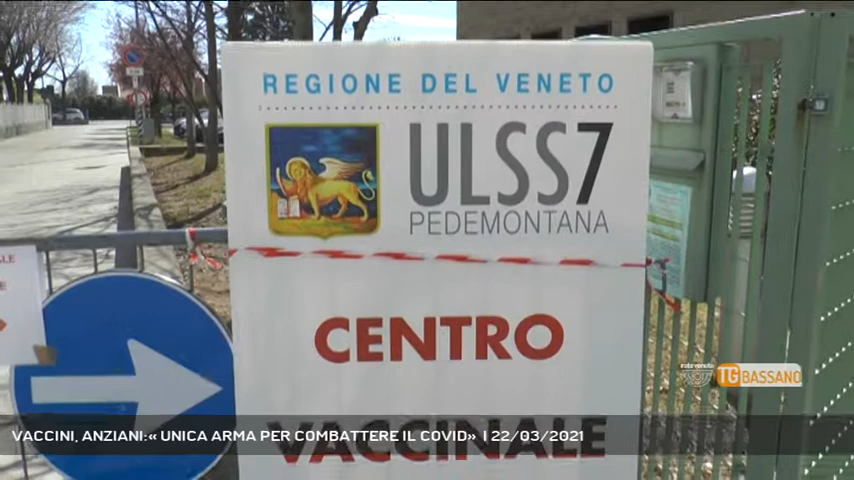 REGIONE DEL VENETO
ULSS7
PEDEMONTANA
CENTRO
VACCINALE
TG BASSANO
VACCINI, ANZIANI:« UNICA ARMA PER COMBATTERE IL COVID» | 22/03/2021